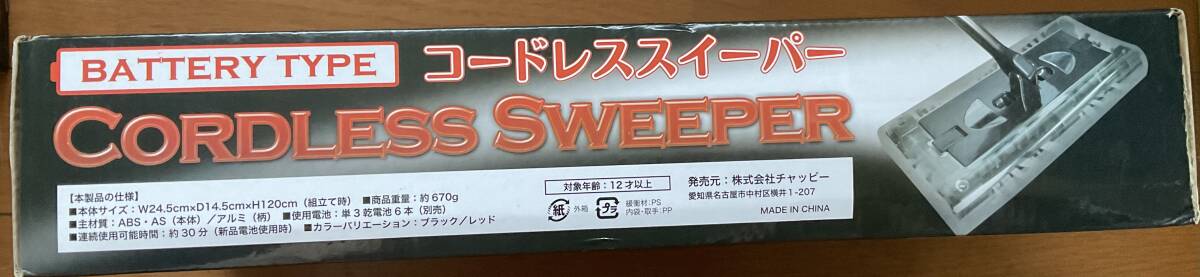 BATTERY TYPE
コードレススイーパー
CORDLESS SWEEPER
【本製品の仕様】
■本体サイズ:W24.5cm×D14.5cm×H120cm(組立て時) ■商品重量:約670g
■主材質:ABS・AS(本体)/アルミ(柄) ■使用電池:単3乾電池6本(別売)
■連続使用可能時間:約30分(新品電池使用時) ■カラーバリエーション:ブラック/レッド
対象年齢:12才以上
紙 外箱
プラ 緩衝材:PS
内袋・取手:PP
発売元:株式会社チャッピー
愛知県名古屋市中村区横井1-207
MADE IN CHINA